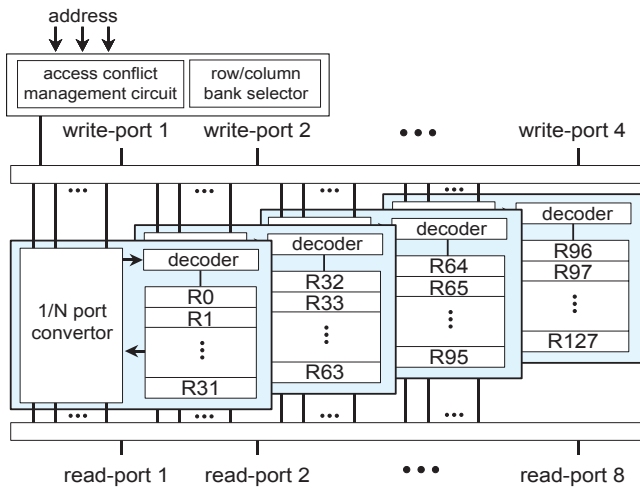 address
access conflict
management circuit
row/column
bank selector
write-port 1
write-port 2
•••
write-port 4
•••
•••
•••
•••
decoder
R96
R97
R127
decoder
R64
R65
R95
decoder
R32
R33
R63
1/N port
convertor
decoder
R0
R1
R31
•••
•••
•••
read-port 1
read-port 2
•••
read-port 8